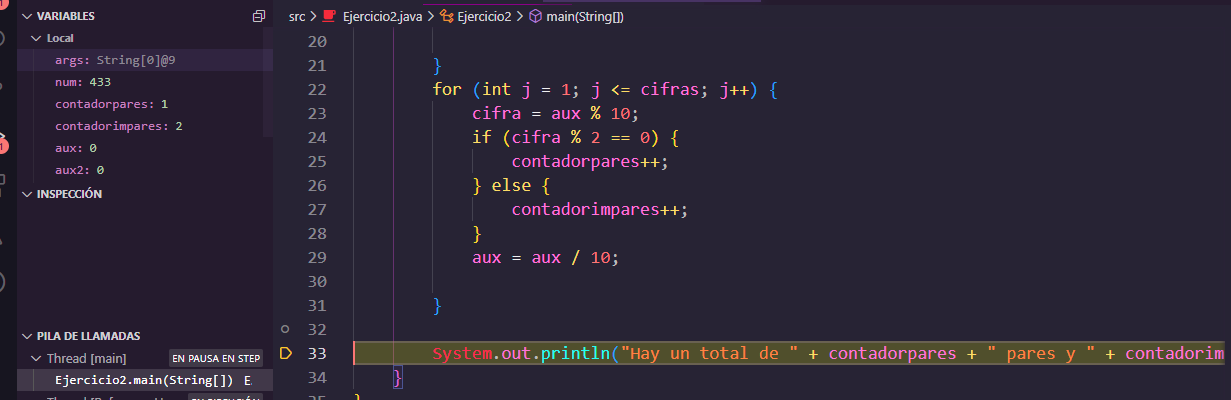 VARIABLES
Local
args: String[0]@9
num: 433
contadorpares: 1
contadorimpares: 2
aux: 0
aux2: 0
INSPECCIÓN
PILA DE LLAMADAS
Thread [main] EN PAUSA EN STEP
Ejercicio2.main(String[]) E
src > Ejercicio2.java > Ejercicio2 > main(String[])
20
21 }
22 for (int j = 1; j <= cifras; j++) {
23 cifra = aux % 10;
24 if (cifra % 2 == 0) {
25 contadorpares++;
26 } else {
27 contadorimpares++;
28 }
29 aux = aux / 10;
30
31 }
32
33 System.out.println("Hay un total de " + contadorpares + " pares y " + contadorim
34 }